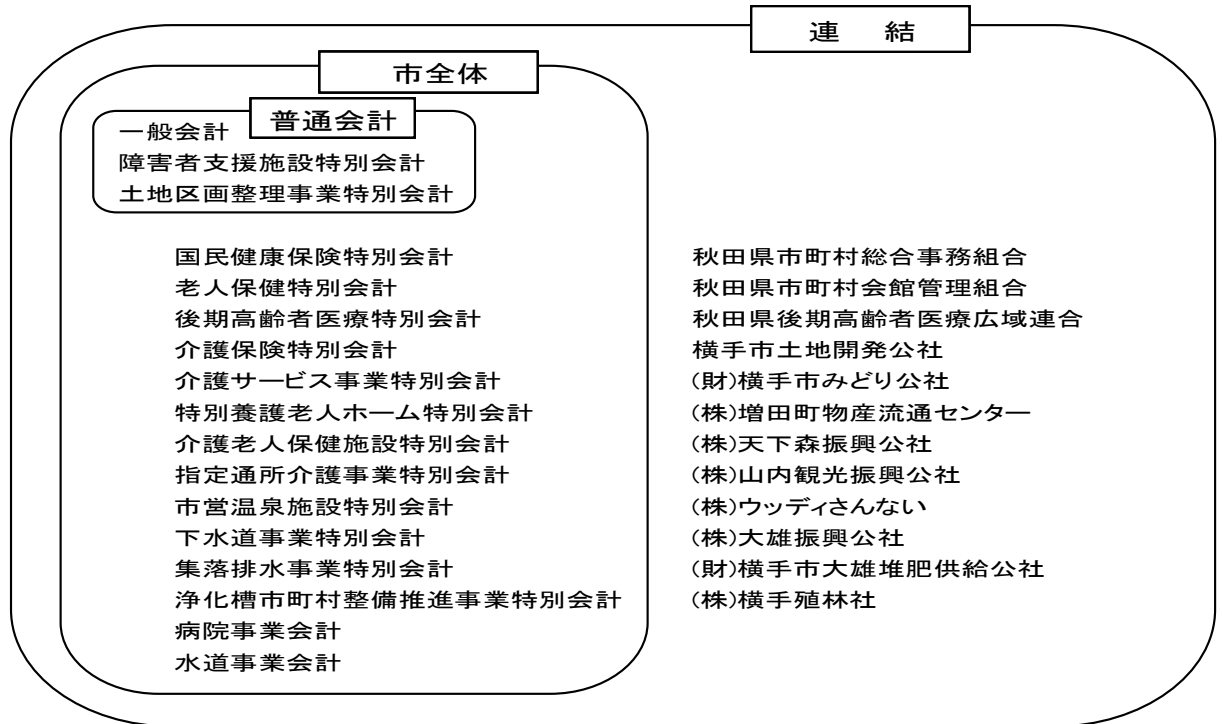 連 結
市全体
普通会計
一般会計
障害者支援施設特別会計
土地区画整理事業特別会計
国民健康保険特別会計
老人保健特別会計
後期高齢者医療特別会計
介護保険特別会計
介護サービス事業特別会計
特別養護老人ホーム特別会計
介護老人保健施設特別会計
指定通所介護事業特別会計
市営温泉施設特別会計
下水道事業特別会計
集落排水事業特別会計
浄化槽市町村整備推進事業特別会計
病院事業会計
水道事業会計
秋田県市町村総合事務組合
秋田県市町村会館管理組合
秋田県後期高齢者医療広域連合
横手市土地開発公社
(財)横手市みどり公社
(株)増田町物産流通センター
(株)天下森振興公社
(株)山内観光振興公社
(株)ウッディさんない
(株)大雄振興公社
(財)横手市大雄堆肥供給公社
(株)横手殖林社